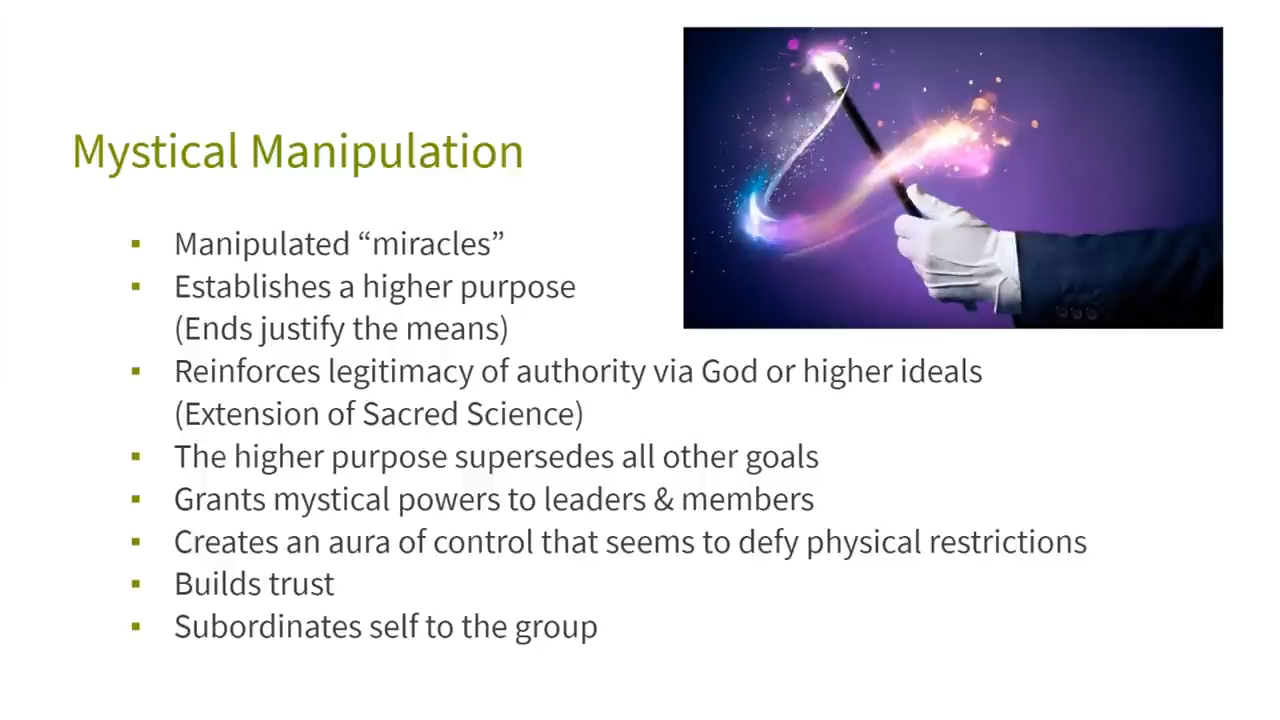 Mystical Manipulation
▪ Manipulated “miracles”
▪ Establishes a higher purpose
(Ends justify the means)
▪ Reinforces legitimacy of authority via God or higher ideals
(Extension of Sacred Science)
▪ The higher purpose supersedes all other goals
▪ Grants mystical powers to leaders & members
▪ Creates an aura of control that seems to defy physical restrictions
▪ Builds trust
▪ Subordinates self to the group